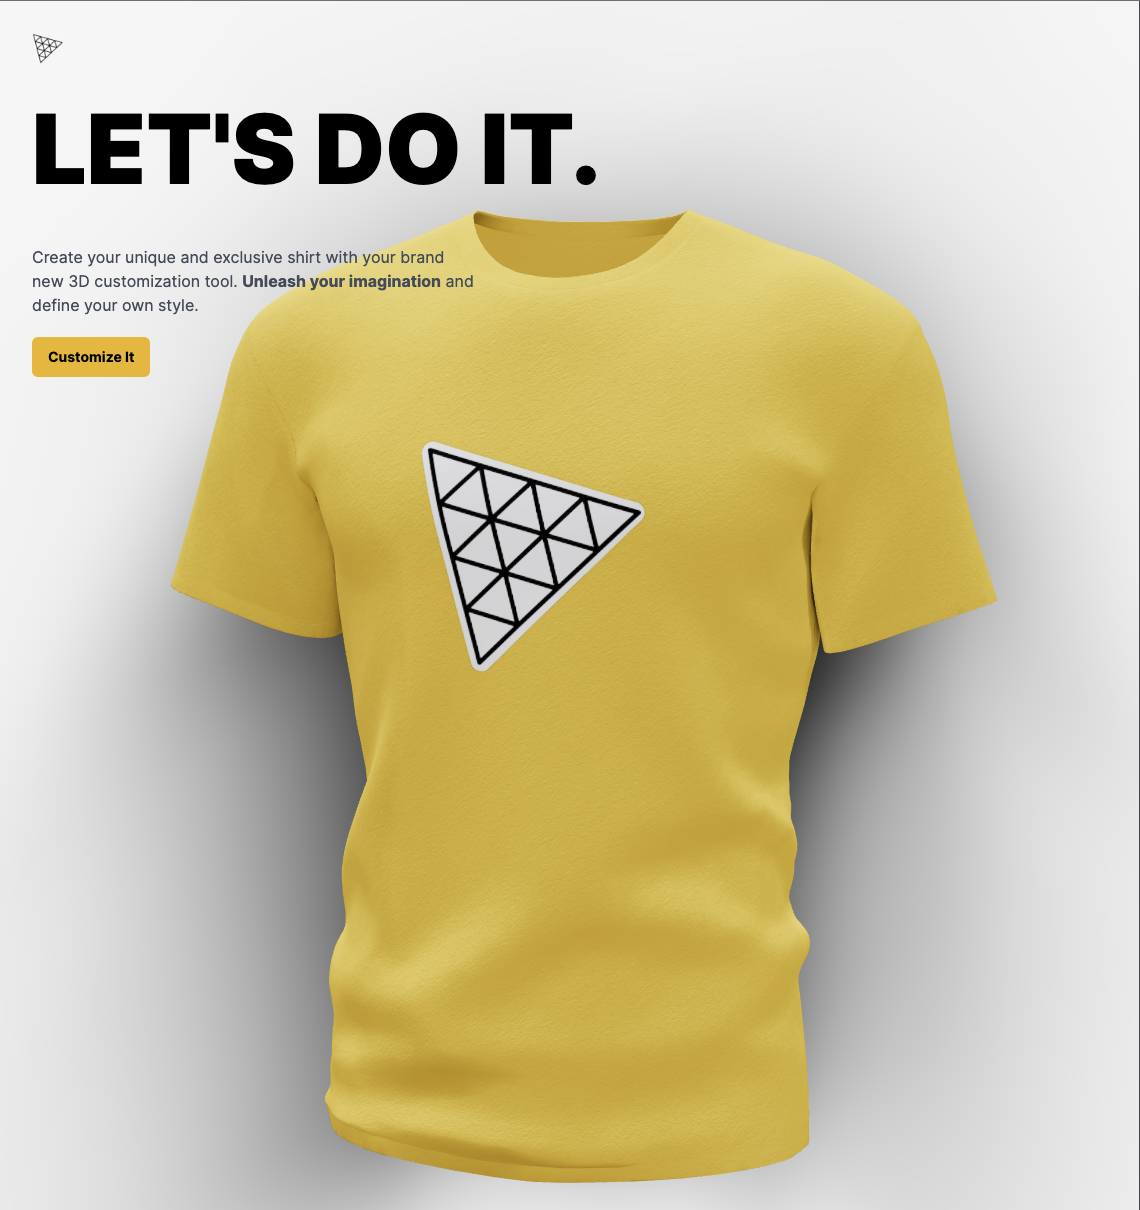 LET'S DO IT.
Create your unique and exclusive shirt with your brand
new 3D customization tool. Unleash your imagination and
define your own style.
Customize It